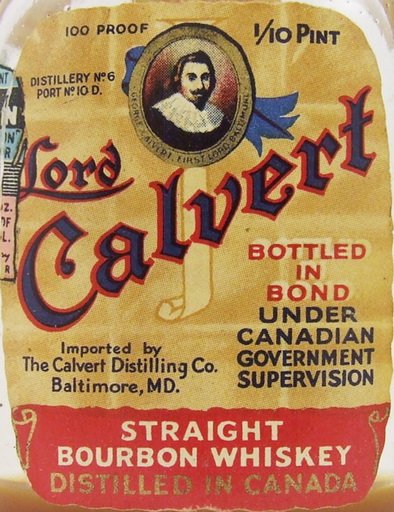 100 PROOF
1/10 PINT
DISTILLERY Nº 6
PORT Nº 10 D.
GEORGE CALVERT, FIRST LORD BALTIMORE
Lord
Calvert
BOTTLED
IN
BOND
UNDER
CANADIAN
GOVERNMENT
SUPERVISION
Imported by
The Calvert Distilling Co.
Baltimore, MD.
STRAIGHT
BOURBON WHISKEY
DISTILLED IN CANADA